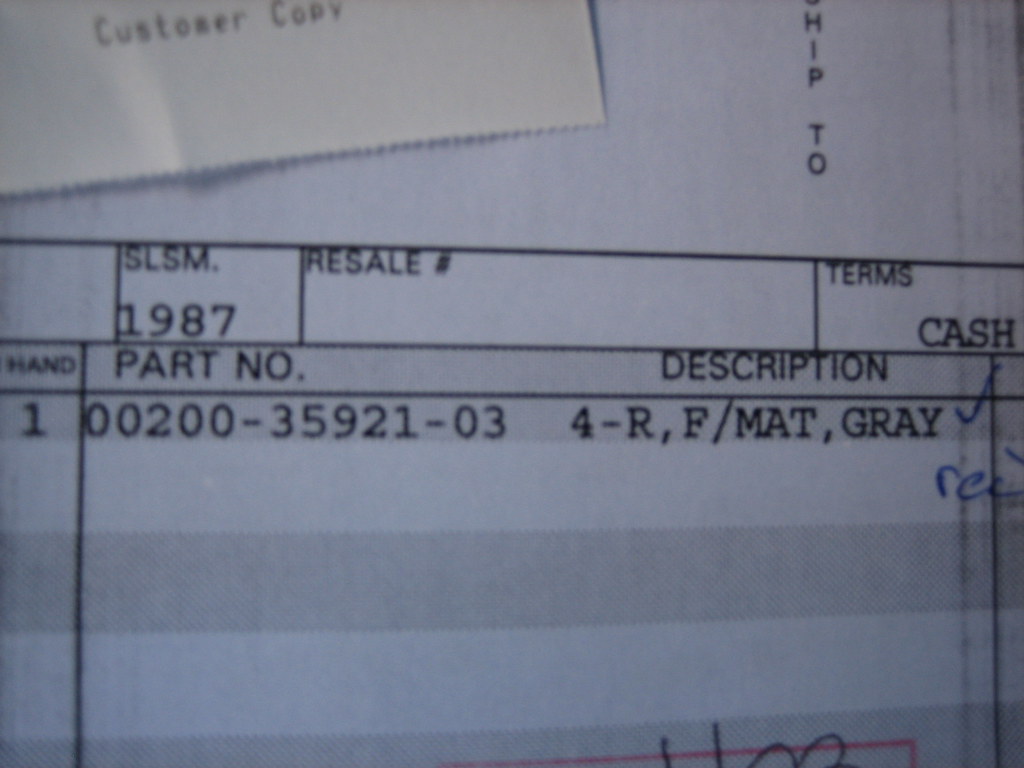 Customer Copy
SHIP TO
SLSM. RESALE # TERMS
1987 CASH
HAND PART NO. DESCRIPTION
1 00200-35921-03 4-R,F/MAT,GRAY